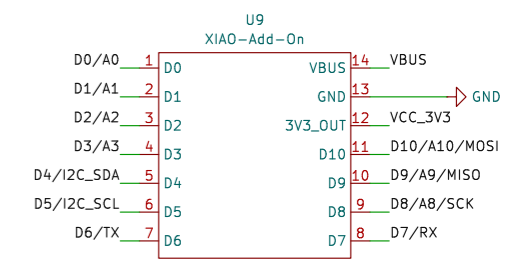 U9
XIAO-Add-On
D0/A0 1 D0 VBUS 14 VBUS
D1/A1 2 D1 GND 13 GND
D2/A2 3 D2 3V3_OUT 12 VCC_3V3
D3/A3 4 D3 D10 11 D10/A10/MOSI
D4/I2C_SDA 5 D4 D9 10 D9/A9/MISO
D5/I2C_SCL 6 D5 D8 9 D8/A8/SCK
D6/TX 7 D6 D7 8 D7/RX